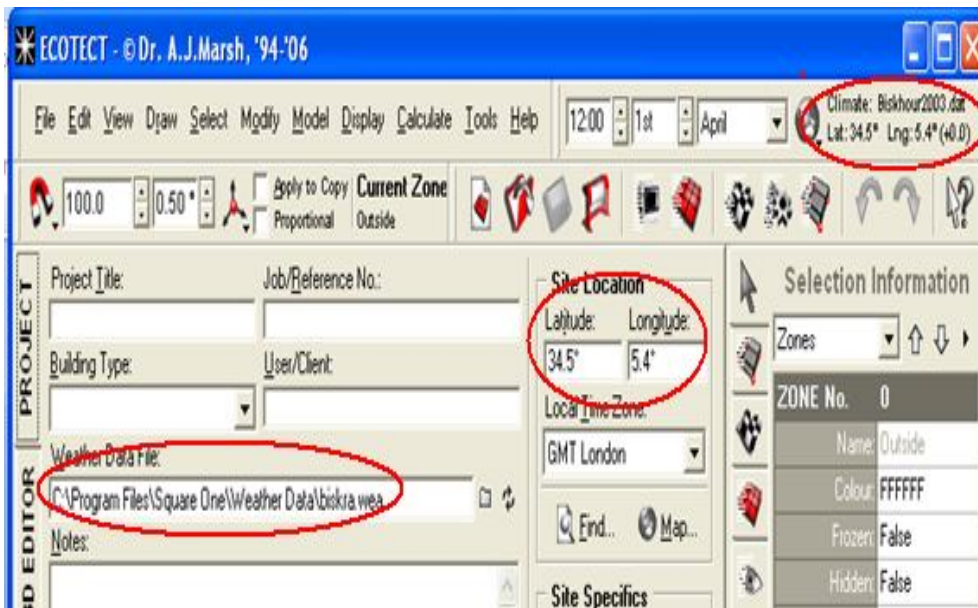 ECOTECT - © Dr. A.J.Marsh, '94-'06
File Edit View Draw Select Modify Model Display Calculate Tools Help
12:00 1st April
Climate: Biskhour2003.dat
Lat: 34.5° Lng: 5.4° (+0.0)
100.0 0.50°
Apply to Copy
Proportional
Current Zone
Outside
PROJECT
3D EDITOR
Project Title: Job/Reference No.:
Building Type: User/Client:
Weather Data File:
C:\Program Files\Square One\Weather Data\biskra.wea
Notes:
Site Location
Latitude: Longitude:
34.5° 5.4°
Local Time Zone:
GMT London
Find... Map...
Site Specifics
Selection Information
Zones
ZONE No. 0
Name: Outside
Colour: FFFFFF
Frozen: False
Hidden: False